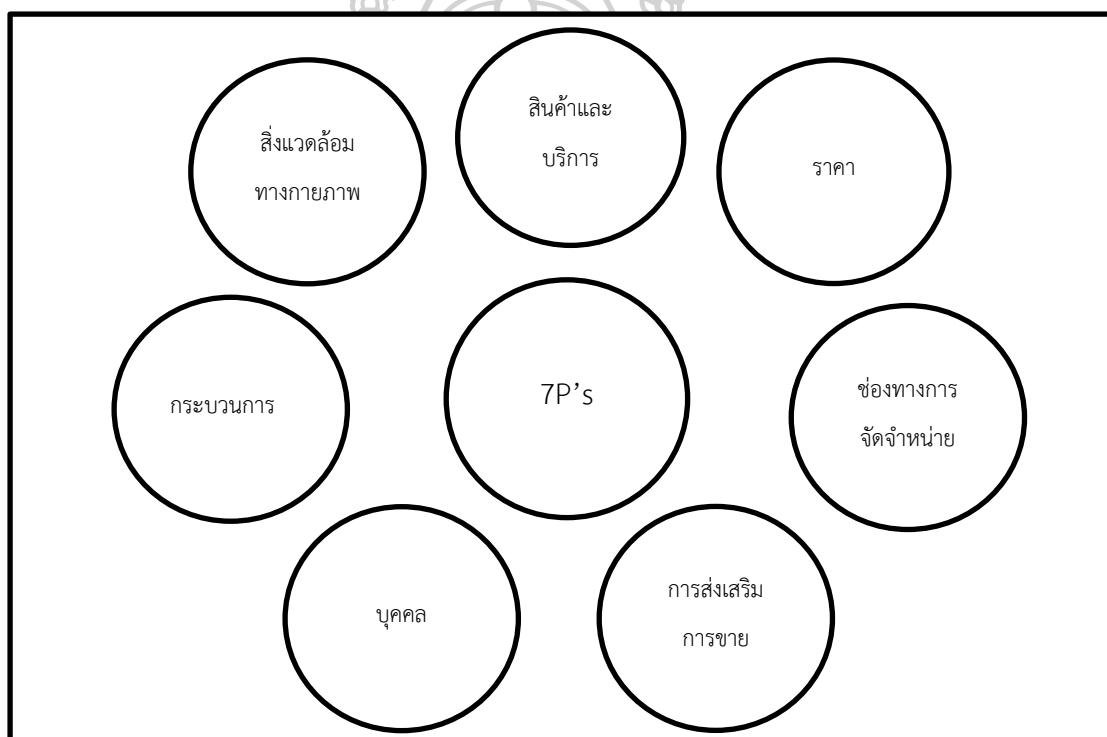 สินค้าและ
บริการ
สิ่งแวดล้อม
ทางกายภาพ
ราคา
กระบวนการ
7P’s
ช่องทางการ
จัดจำหน่าย
บุคคล
การส่งเสริม
การขาย